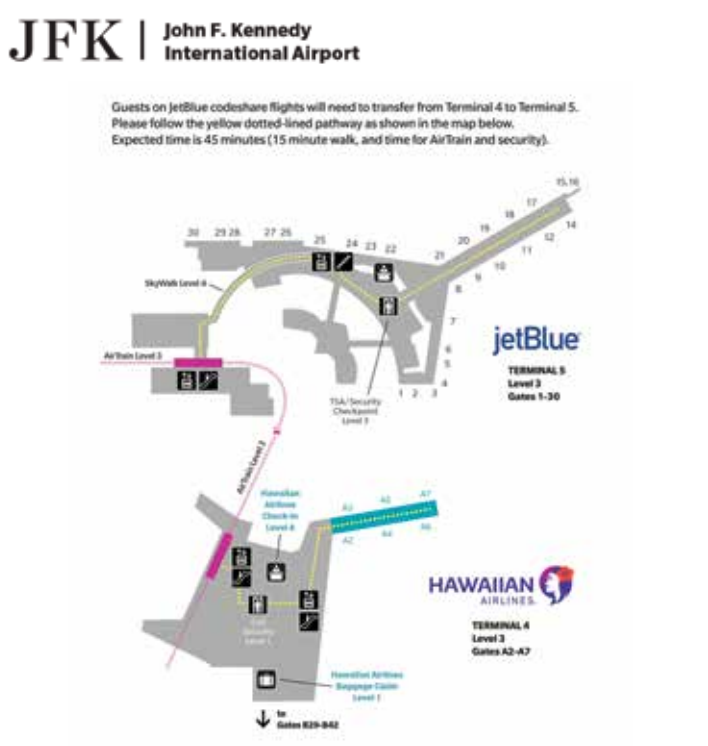 JFK
John F. Kennedy
International Airport
Guests on JetBlue codeshare flights will need to transfer from Terminal 4 to Terminal 5.
Please follow the yellow dotted-lined pathway as shown in the map below.
Expected time is 45 minutes (15 minute walk, and time for AirTrain and security).
15,16
17
18
14
19
12
30
29 28
27 26
25
24 23 22
20
11
21
10
9
8
SkyWalk Level 4
7
jetBlue
AirTrain Level 3
6
5
TERMINAL 5
Level 3
Gates 1-30
4
1 2 3
TSA/Security
Checkpoint
Level 3
AirTrain Level 2
Hawaiian
Airlines
Check-in
Level 4
A7
A2
A4
A6
HAWAIIAN
AIRLINES.
TERMINAL 4
Level 3
Gates A2-A7
Security
Hawaiian Airlines
Baggage Claim
Level 1
to
Gates B20-B42